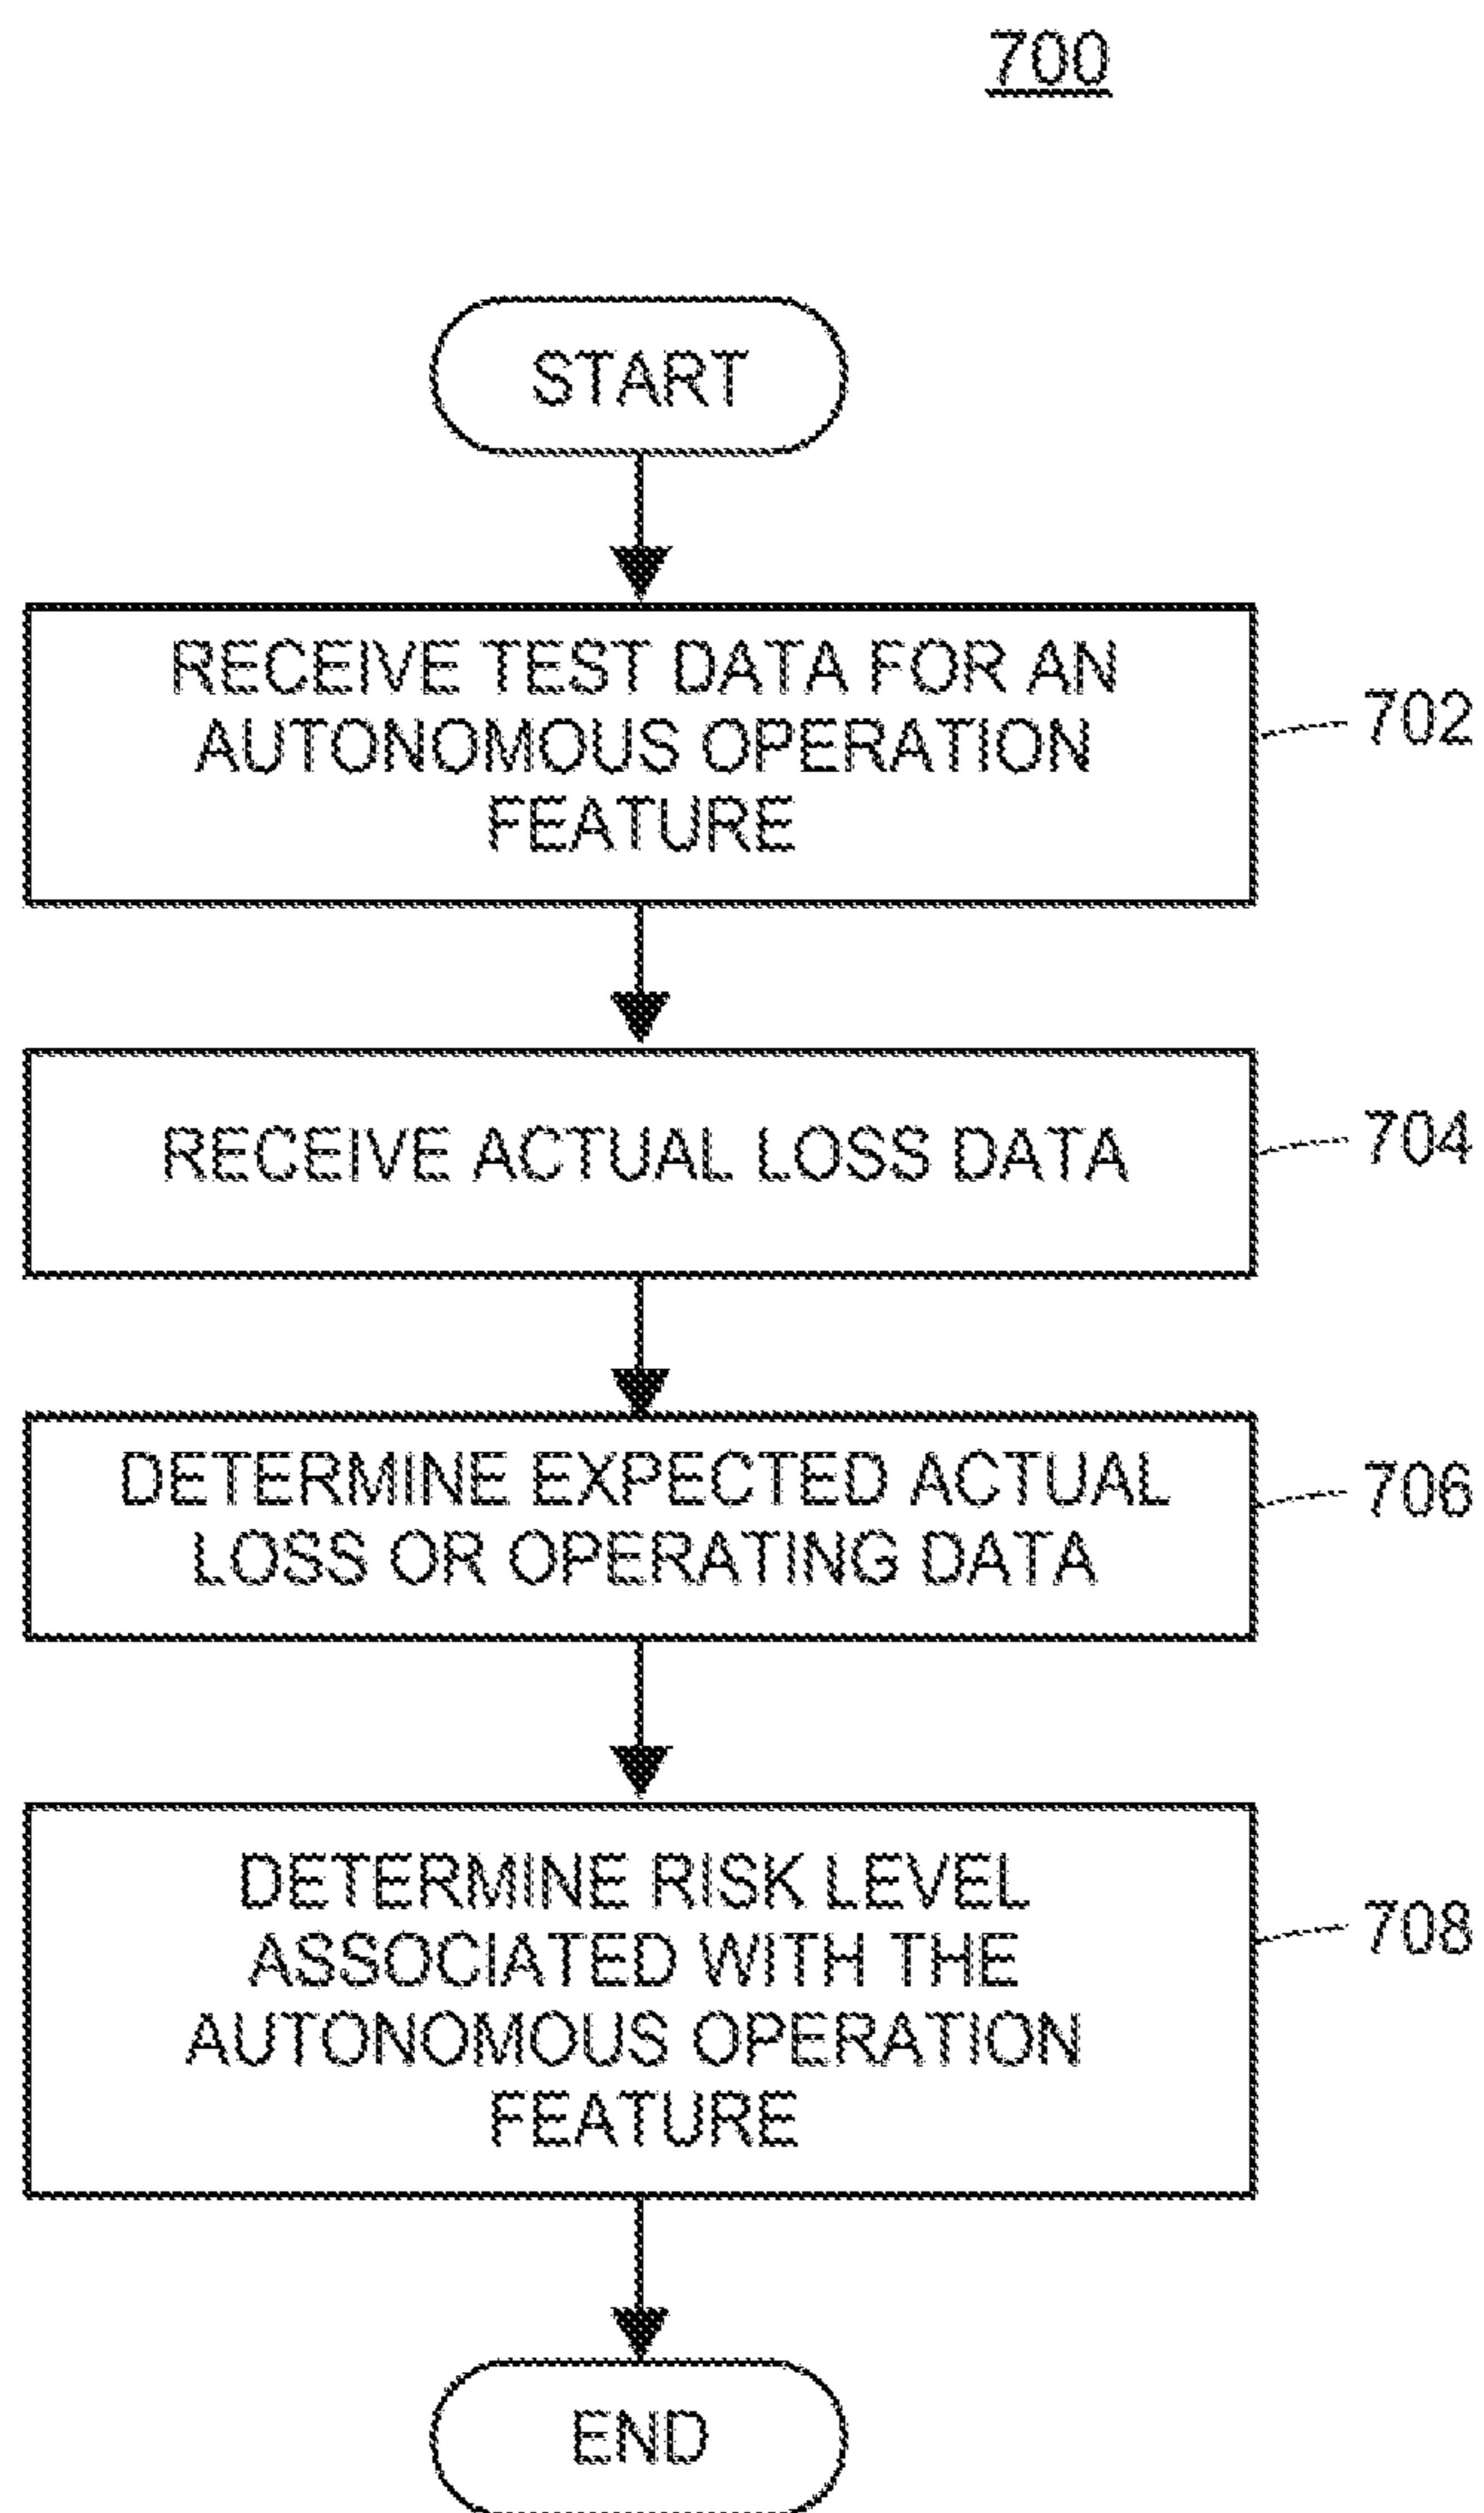 700
START
RECEIVE TEST DATA FOR AN
AUTONOMOUS OPERATION
FEATURE
702
RECEIVE ACTUAL LOSS DATA
704
DETERMINE EXPECTED ACTUAL
LOSS OR OPERATING DATA
706
DETERMINE RISK LEVEL
ASSOCIATED WITH THE
AUTONOMOUS OPERATION
FEATURE
708
END